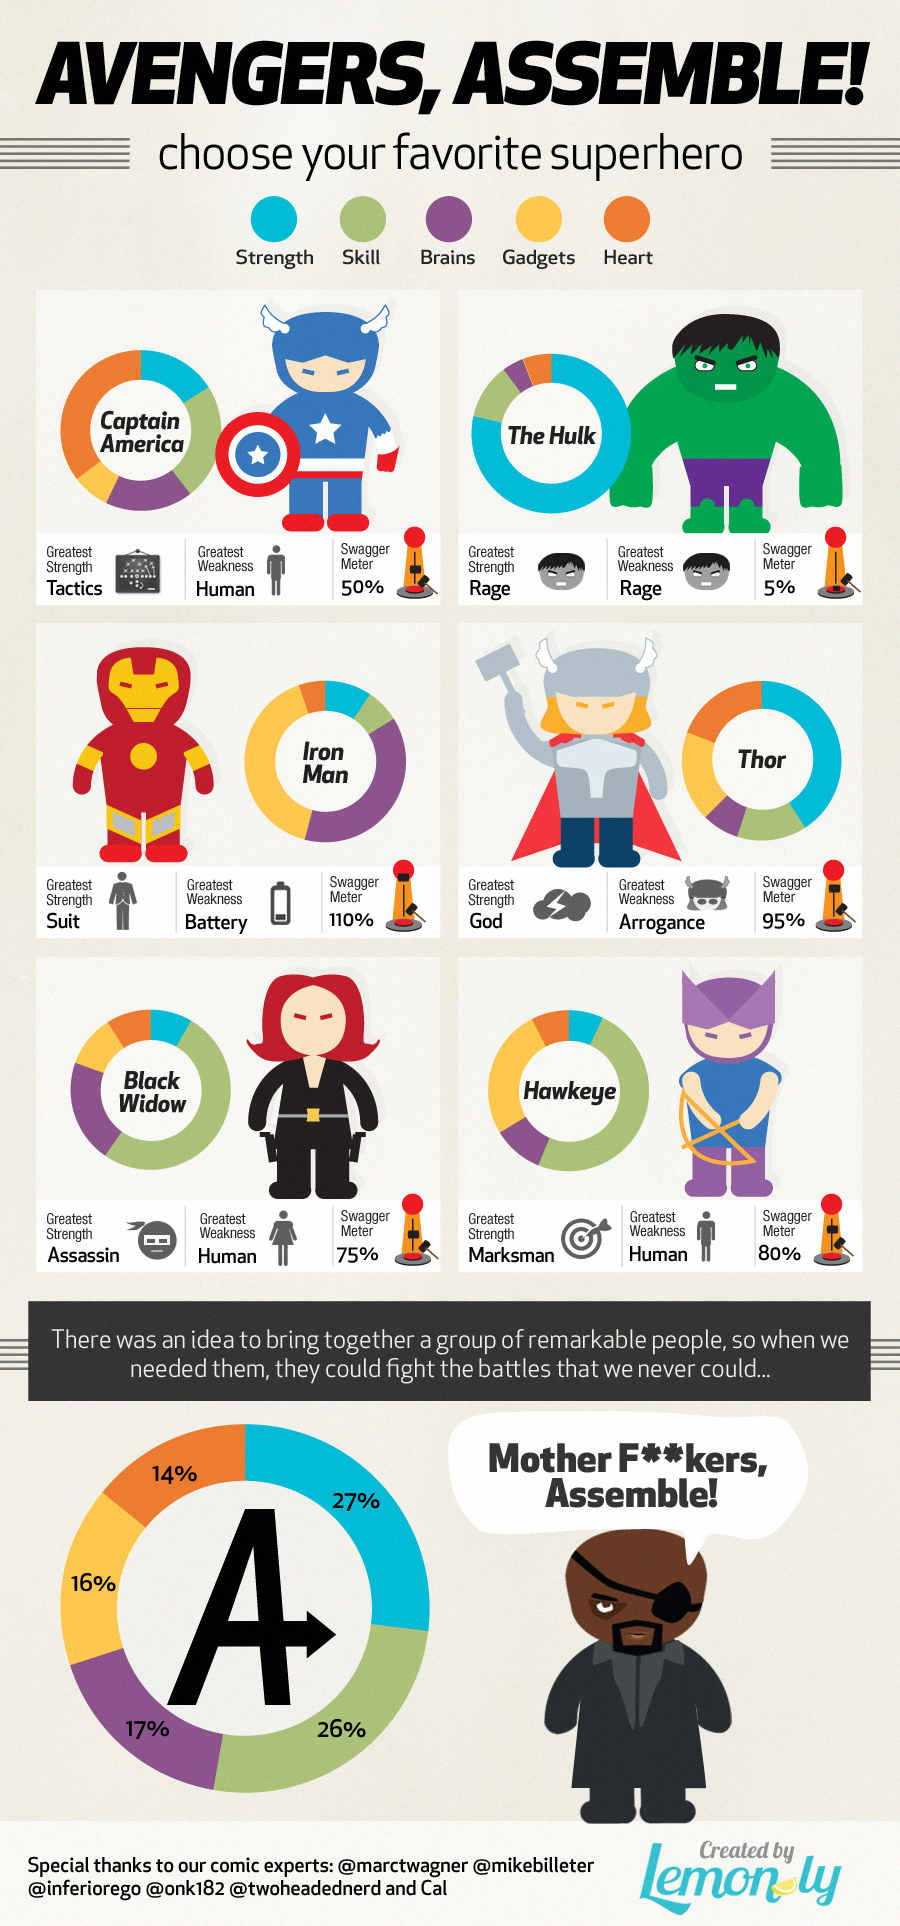 AVENGERS, ASSEMBLE!
choose your favorite superhero
Strength
Skill
Brains
Gadgets
Heart
Captain
America
Greatest
Strength
Tactics
Greatest
Weakness
Human
Swagger
Meter
50%
The Hulk
Greatest
Strength
Rage
Greatest
Weakness
Rage
Swagger
Meter
5%
Iron
Man
Greatest
Strength
Suit
Greatest
Weakness
Battery
Swagger
Meter
110%
Thor
Greatest
Strength
God
Greatest
Weakness
Arrogance
Swagger
Meter
95%
Black
Widow
Greatest
Strength
Assassin
Greatest
Weakness
Human
Swagger
Meter
75%
Hawkeye
Greatest
Strength
Marksman
Greatest
Weakness
Human
Swagger
Meter
80%
There was an idea to bring together a group of remarkable people, so when we
needed them, they could fight the battles that we never could...
14%
27%
16%
17%
26%
A
Mother F**kers,
Assemble!
Special thanks to our comic experts: @marctwagner @mikebilleter
@inferiorego @onk182 @twoheadednerd and Cal
Created by
Lemon.ly